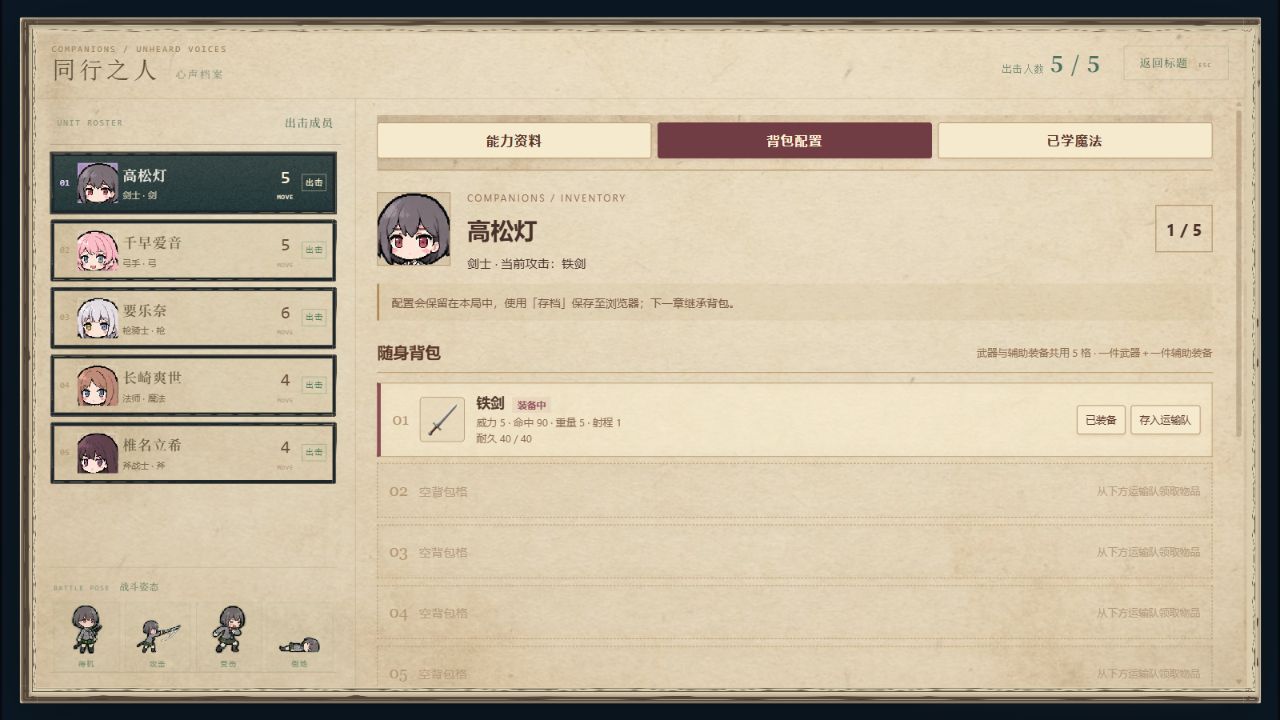 COMPANIONS / UNHEARD VOICES
同行之人 心声档案
出击人数 5 / 5
返回标题 ESC
UNIT ROSTER 出击成员
01 高松灯 剑士·剑 5 MOVE 出击
02 千早爱音 弓手·弓 5 MOVE 出击
03 要乐奈 枪骑士·枪 6 MOVE 出击
04 长崎爽世 法师·魔法 4 MOVE 出击
05 椎名立希 斧战士·斧 4 MOVE 出击
BATTLE POSE 战斗姿态
待机 攻击 受伤 倒地
能力资料 背包配置 已学魔法
COMPANIONS / INVENTORY
高松灯
剑士·当前攻击：铁剑
1 / 5
配置会保留在本局中，使用「存档」保存至浏览器；下一章继承背包。
随身背包 武器与辅助装备共用 5 格·一件武器 + 一件辅助装备
01 铁剑 装备中
威力 5·命中 90·重量 5·射程 1
耐久 40 / 40
已装备 存入运输队
02 空背包格 从下方运输队领取物品
03 空背包格 从下方运输队领取物品
04 空背包格 从下方运输队领取物品
05 空背包格 从下方运输队领取物品